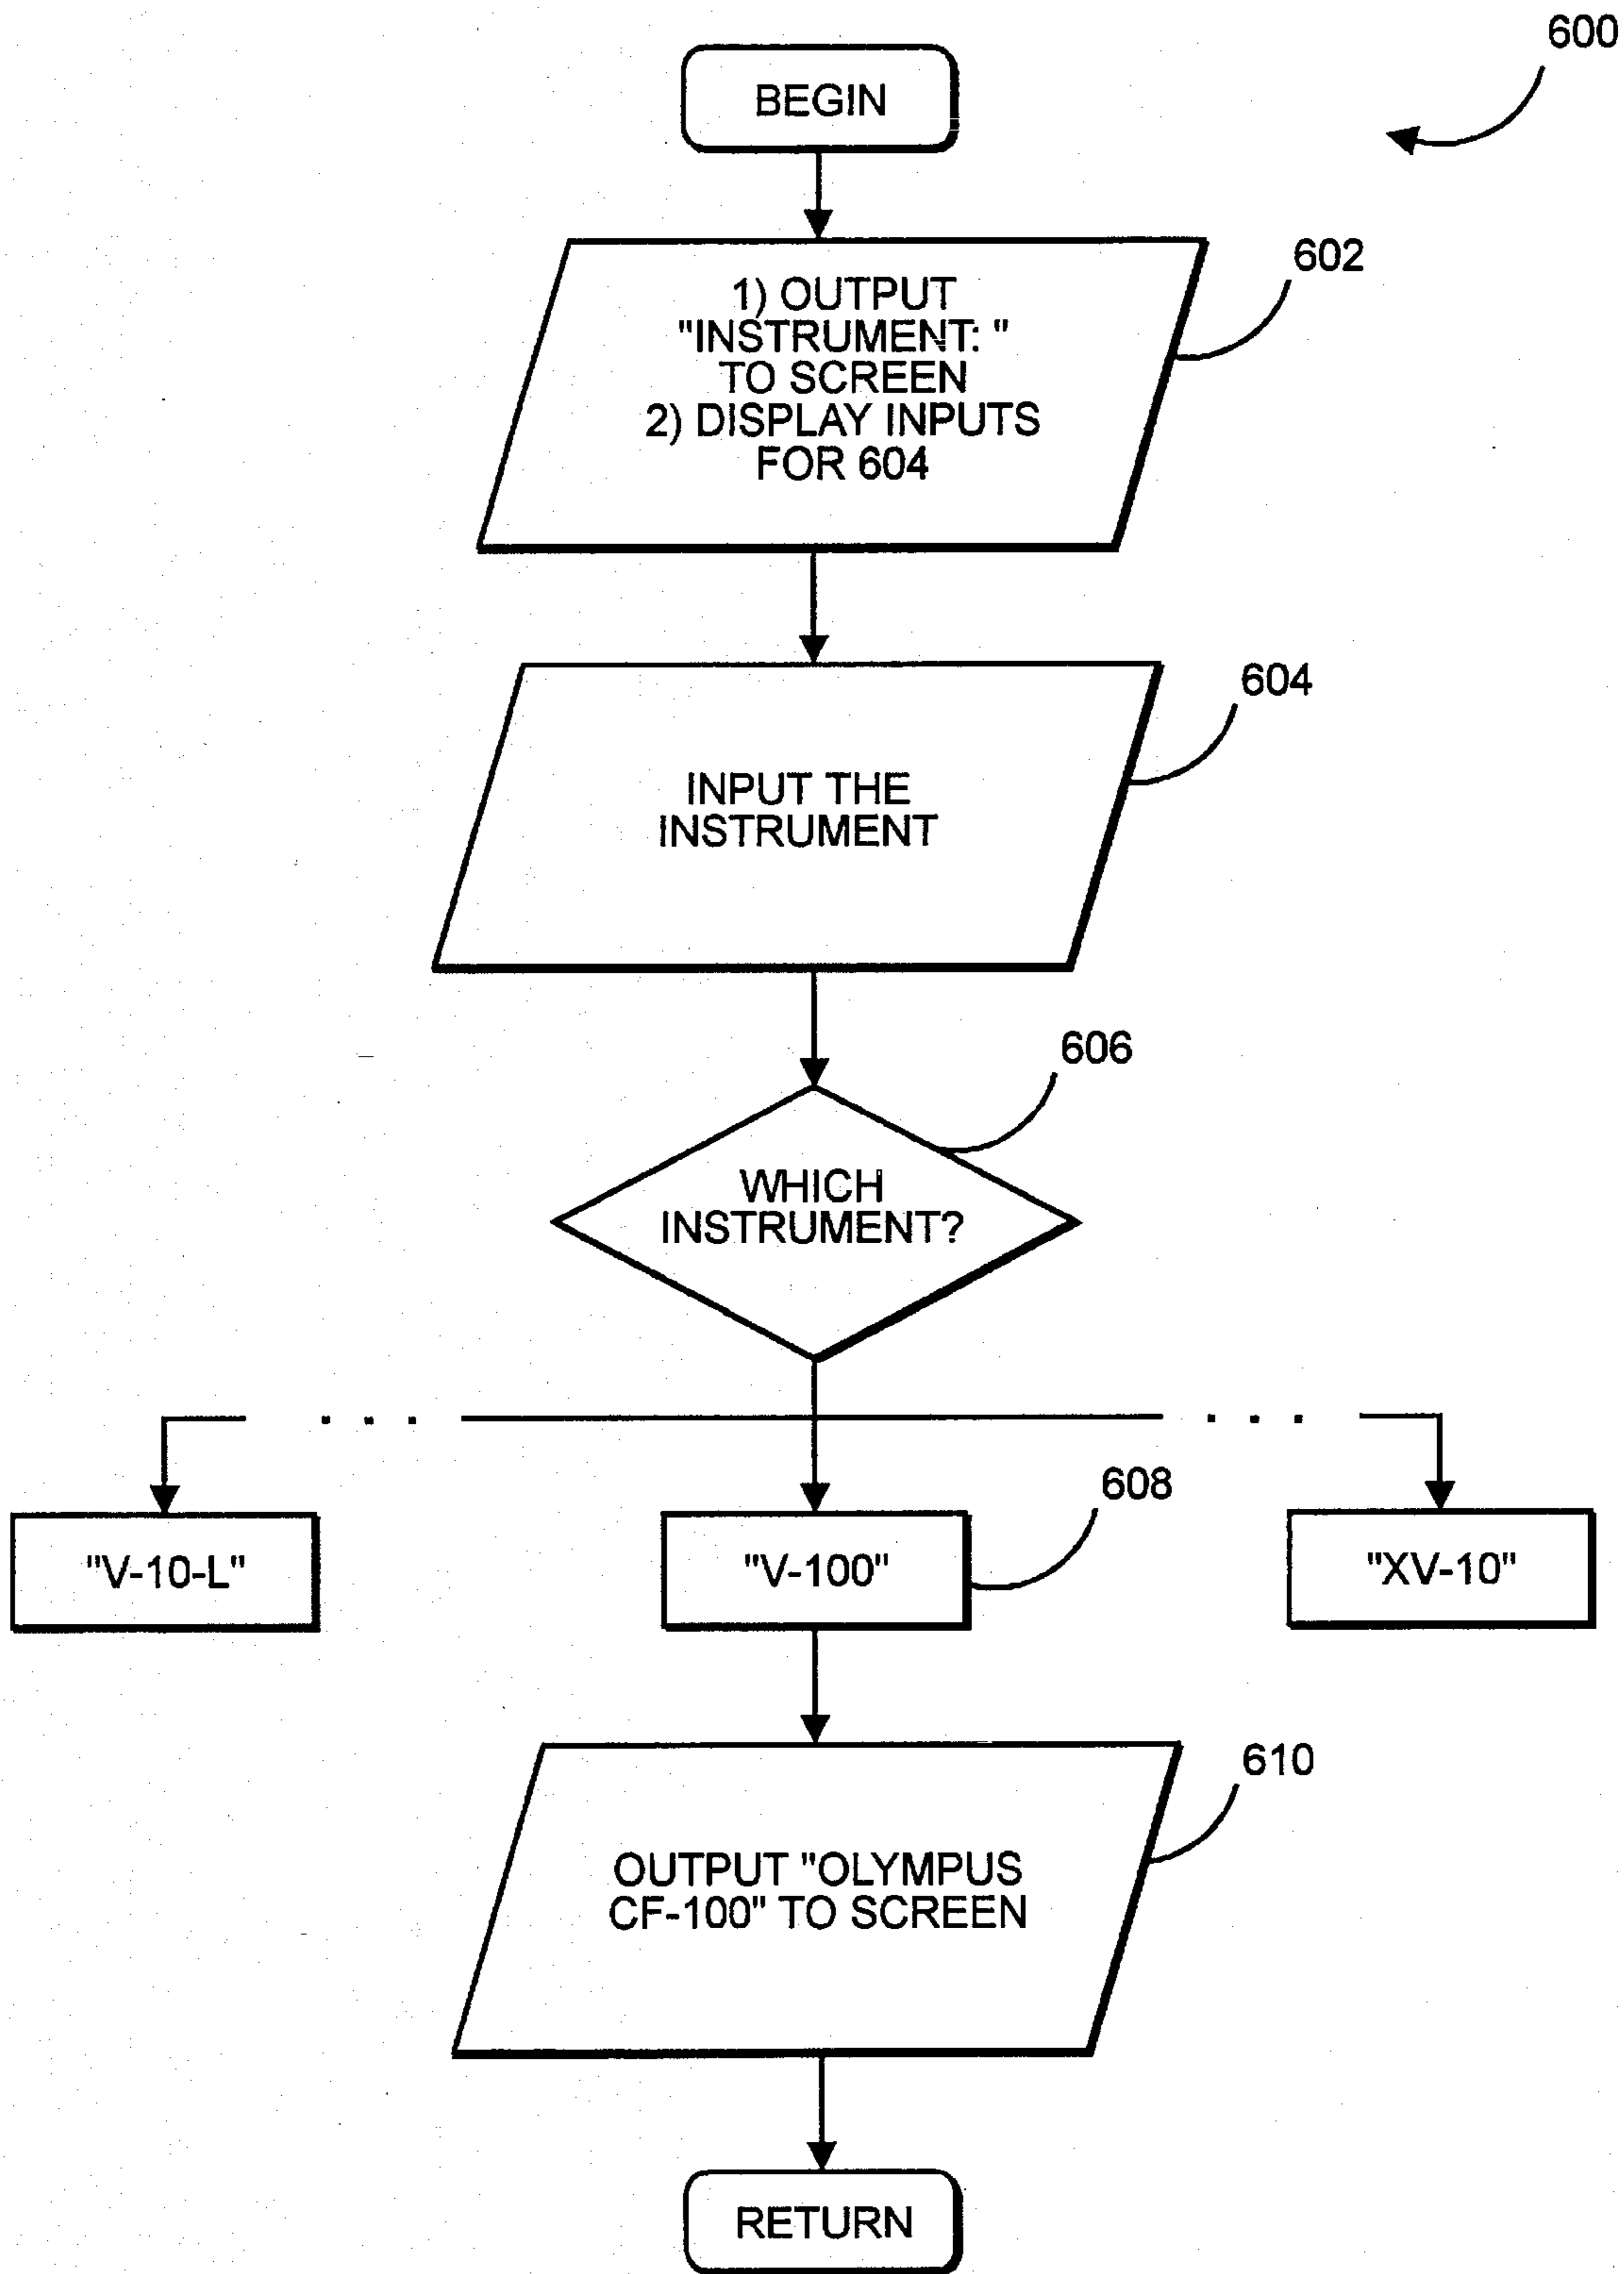 600
BEGIN
602
1) OUTPUT
"INSTRUMENT: "
TO SCREEN
2) DISPLAY INPUTS
FOR 604
604
INPUT THE
INSTRUMENT
606
WHICH
INSTRUMENT?
. . .
. . .
608
"V-10-L"
"V-100"
"XV-10"
610
OUTPUT "OLYMPUS
CF-100" TO SCREEN
RETURN